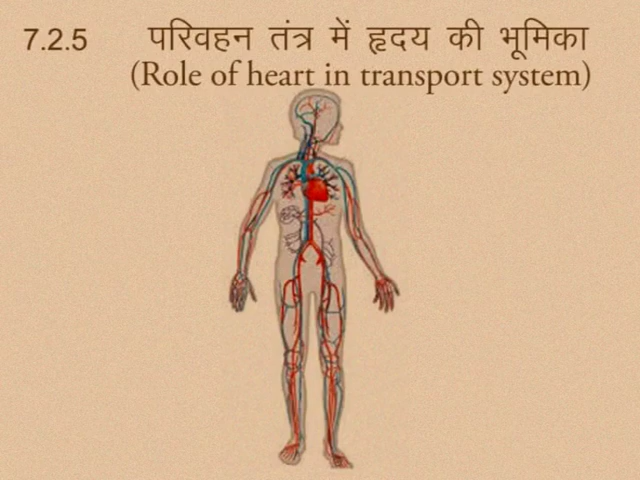 7.2.5 परिवहन तंत्र में हृदय की भूमिका
(Role of heart in transport system)